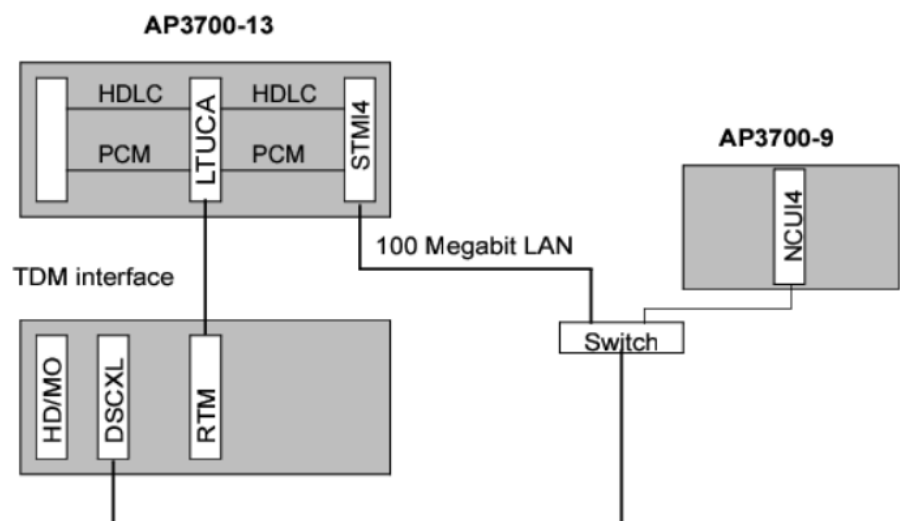 AP3700-13
HDLC
HDLC
LTUCA
STMI4
PCM
PCM
AP3700-9
NCUI4
100 Megabit LAN
TDM interface
Switch
HD/MO
DSCXL
RTM